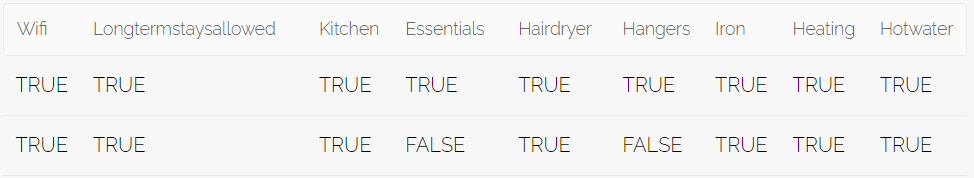 Wifi Longtermstaysallowed Kitchen Essentials Hairdryer Hangers Iron Heating Hotwater
TRUE TRUE TRUE TRUE TRUE TRUE TRUE TRUE TRUE
TRUE TRUE TRUE FALSE TRUE FALSE TRUE TRUE TRUE